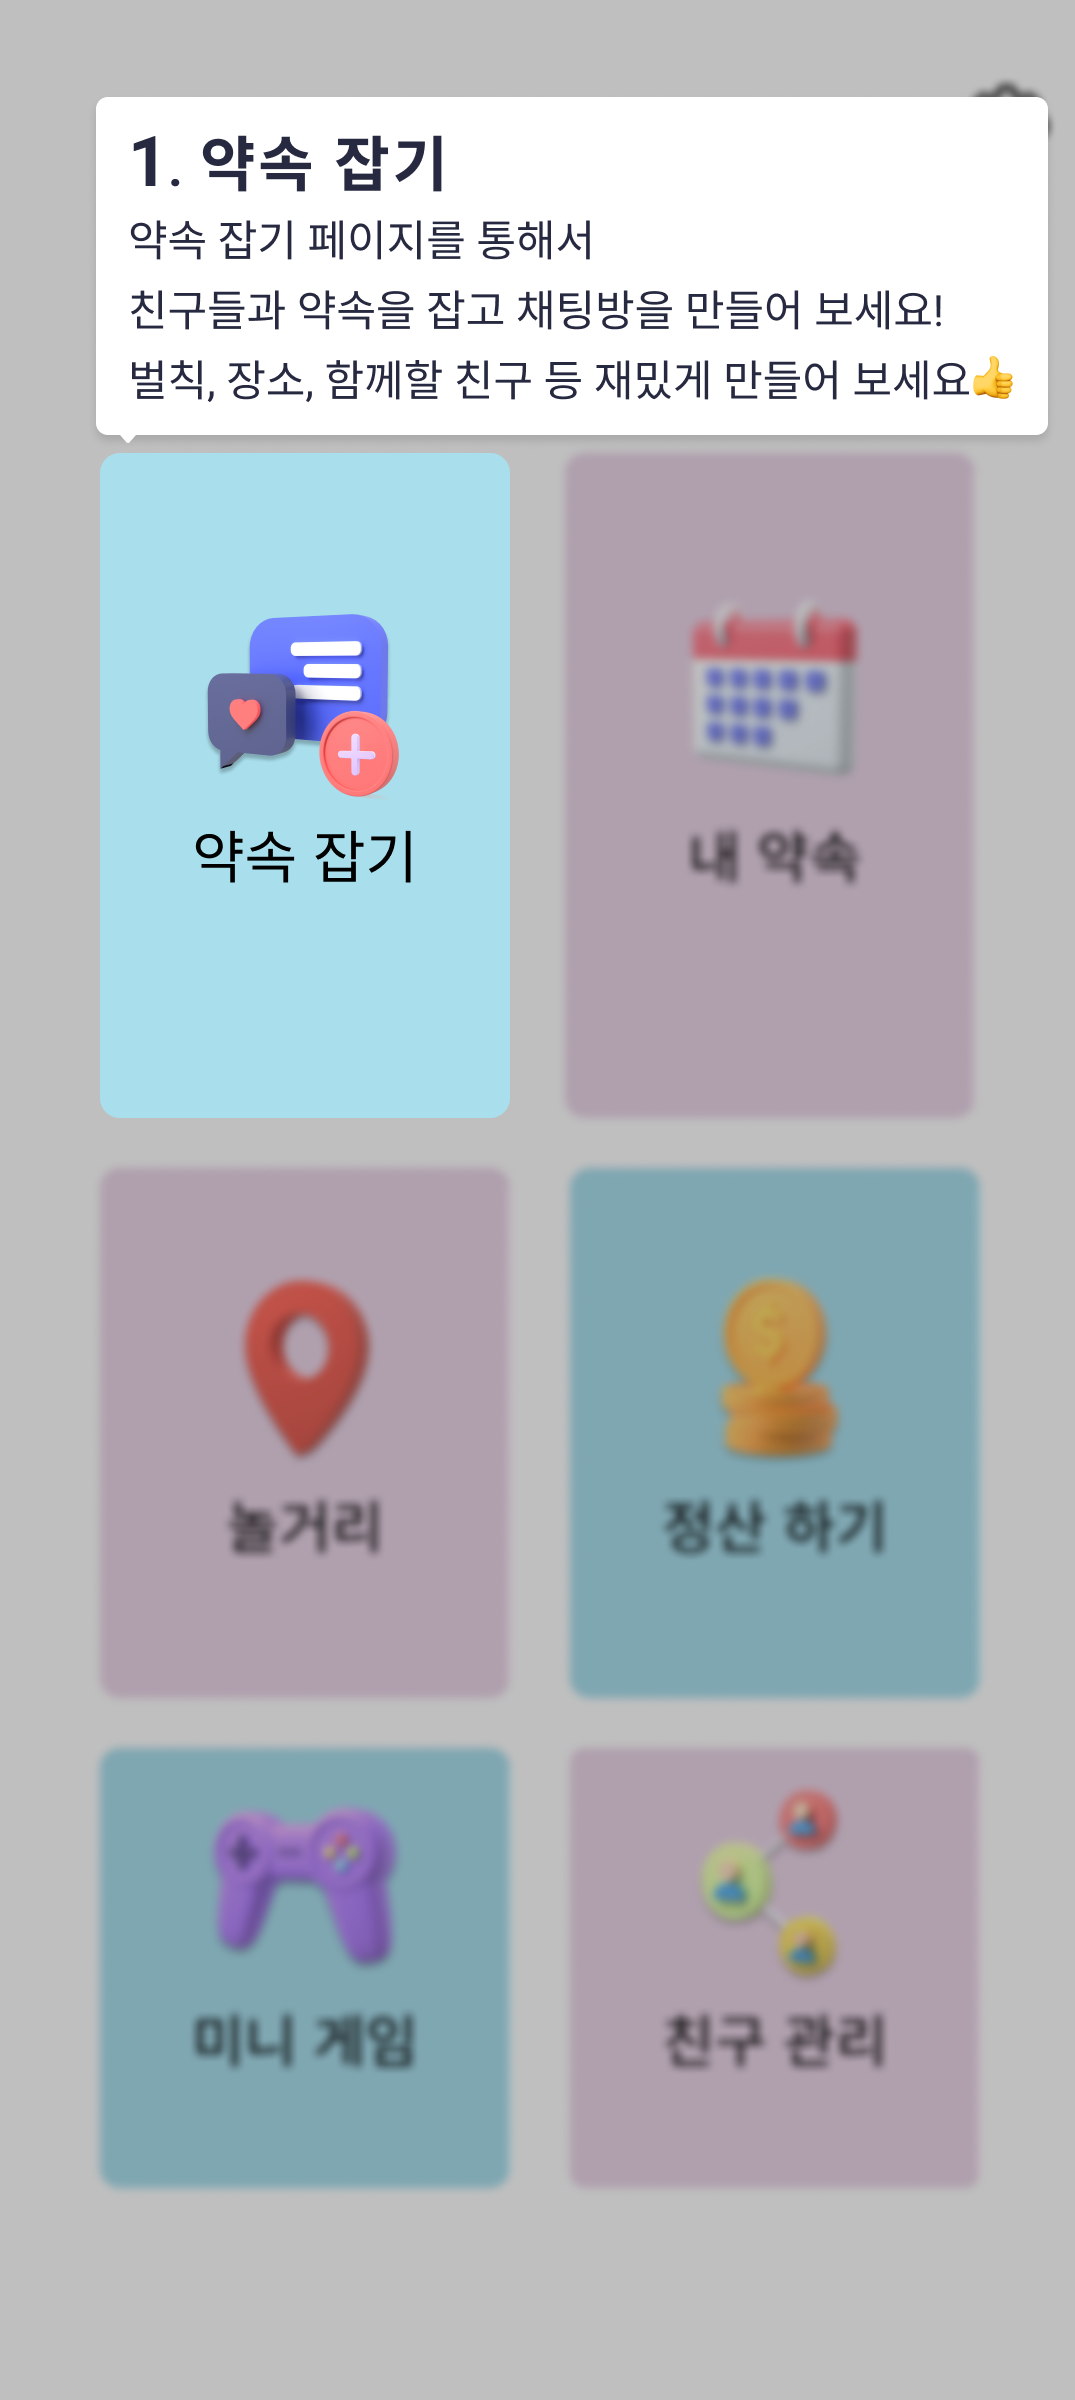 1. 약속 잡기
약속 잡기 페이지를 통해서
친구들과 약속을 잡고 채팅방을 만들어 보세요!
벌칙, 장소, 함께할 친구 등 재밌게 만들어 보세요👍
약속 잡기
내 약속
놀거리
정산 하기
미니 게임
친구 관리